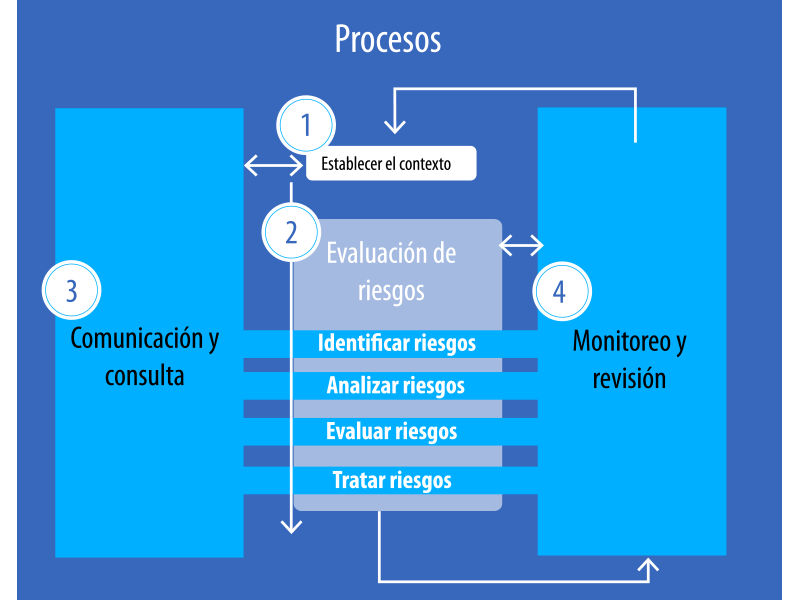 Procesos
1
Establecer el contexto
2
Evaluación de
riesgos
3
Comunicación y
consulta
4
Monitoreo y
revisión
Identificar riesgos
Analizar riesgos
Evaluar riesgos
Tratar riesgos